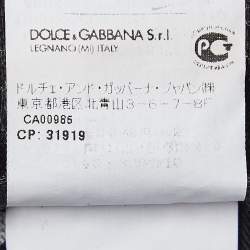 DOLCE & GABBANA S.r.l.
LEGNANO (MI) ITALY
ドルチェ・アンド・ガッバーナ・ジャパン㈱
東京都港区北青山3-6-7-8F
CA00985
CP: 31919